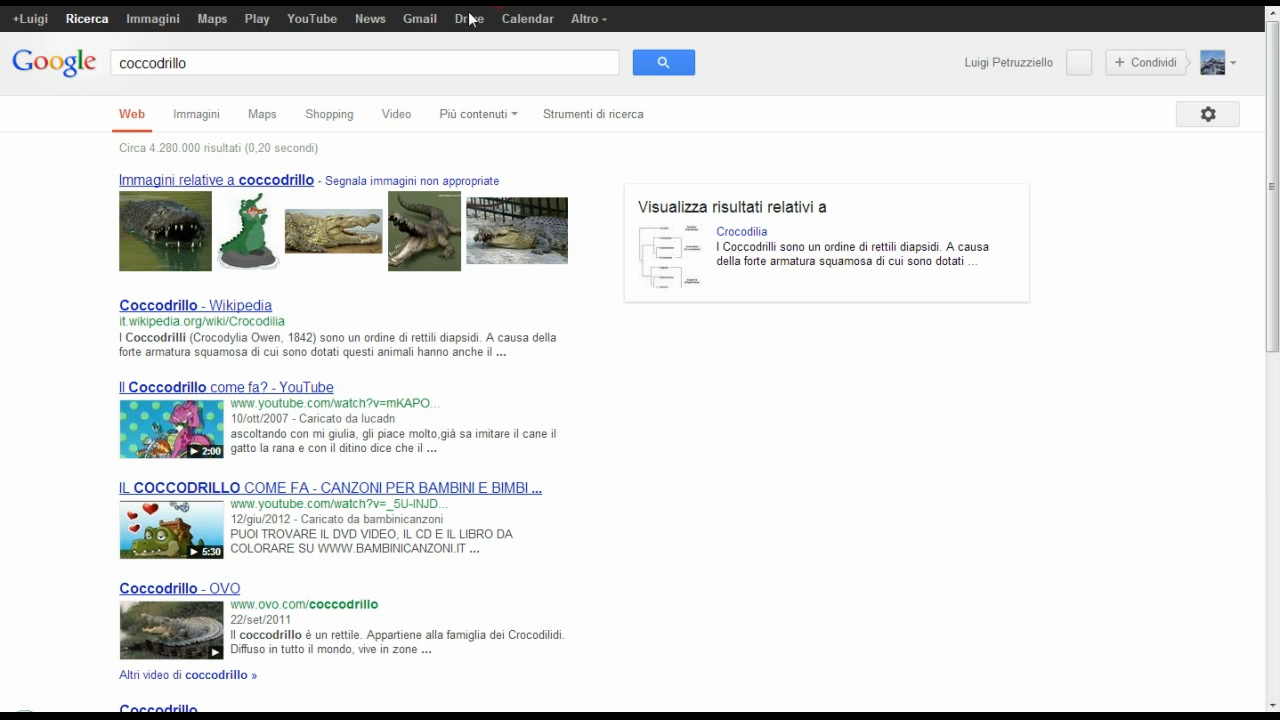 +Luigi Ricerca Immagini Maps Play YouTube News Gmail Calendar Altro
Google
coccodrillo
Luigi Petruzziello
+ Condividi
Web Immagini Maps Shopping Video Più contenuti Strumenti di ricerca
Circa 4.280.000 risultati (0,20 secondi)
Immagini relative a coccodrillo - Segnala immagini non appropriate
Coccodrillo - Wikipedia
it.wikipedia.org/wiki/Crocodilia
I Coccodrilli (Crocodylia Owen, 1842) sono un ordine di rettili diapsidi. A causa della
forte armatura squamosa di cui sono dotati questi animali hanno anche il ...
Il Coccodrillo come fa? - YouTube
www.youtube.com/watch?v=mKAPO...
10/ott/2007 - Caricato da lucadn
ascoltando con mi giulia, gli piace molto,già sa imitare il cane il
gatto la rana e con il ditino dice che il ...
2:00
IL COCCODRILLO COME FA - CANZONI PER BAMBINI E BIMBI ...
www.youtube.com/watch?v=_5U-INJD...
12/giu/2012 - Caricato da bambinicanzoni
PUOI TROVARE IL DVD VIDEO, IL CD E IL LIBRO DA
COLORARE SU WWW.BAMBINICANZONI.IT ...
5:30
Coccodrillo - OVO
www.ovo.com/coccodrillo
22/set/2011
Il coccodrillo è un rettile. Appartiene alla famiglia dei Crocodilidi.
Diffuso in tutto il mondo, vive in zone ...
Altri video di coccodrillo »
Coccodrillo
Visualizza risultati relativi a
Crocodilia
I Coccodrilli sono un ordine di rettili diapsidi. A causa
della forte armatura squamosa di cui sono dotati ...